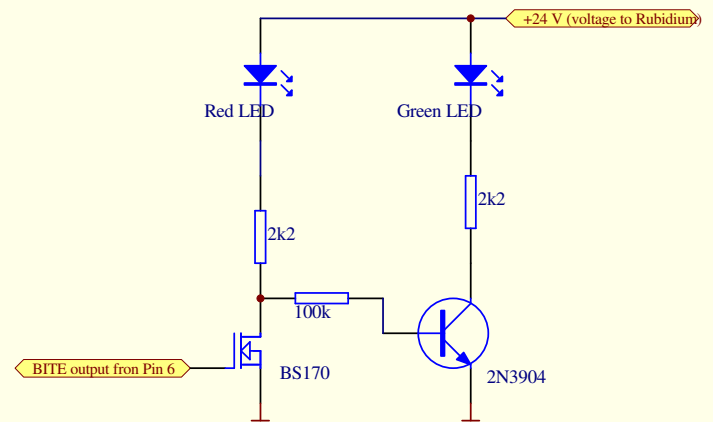 +24 V (voltage to Rubidium)
Red LED
Green LED
2k2
2k2
100k
BITE output fron Pin 6
BS170
2N3904